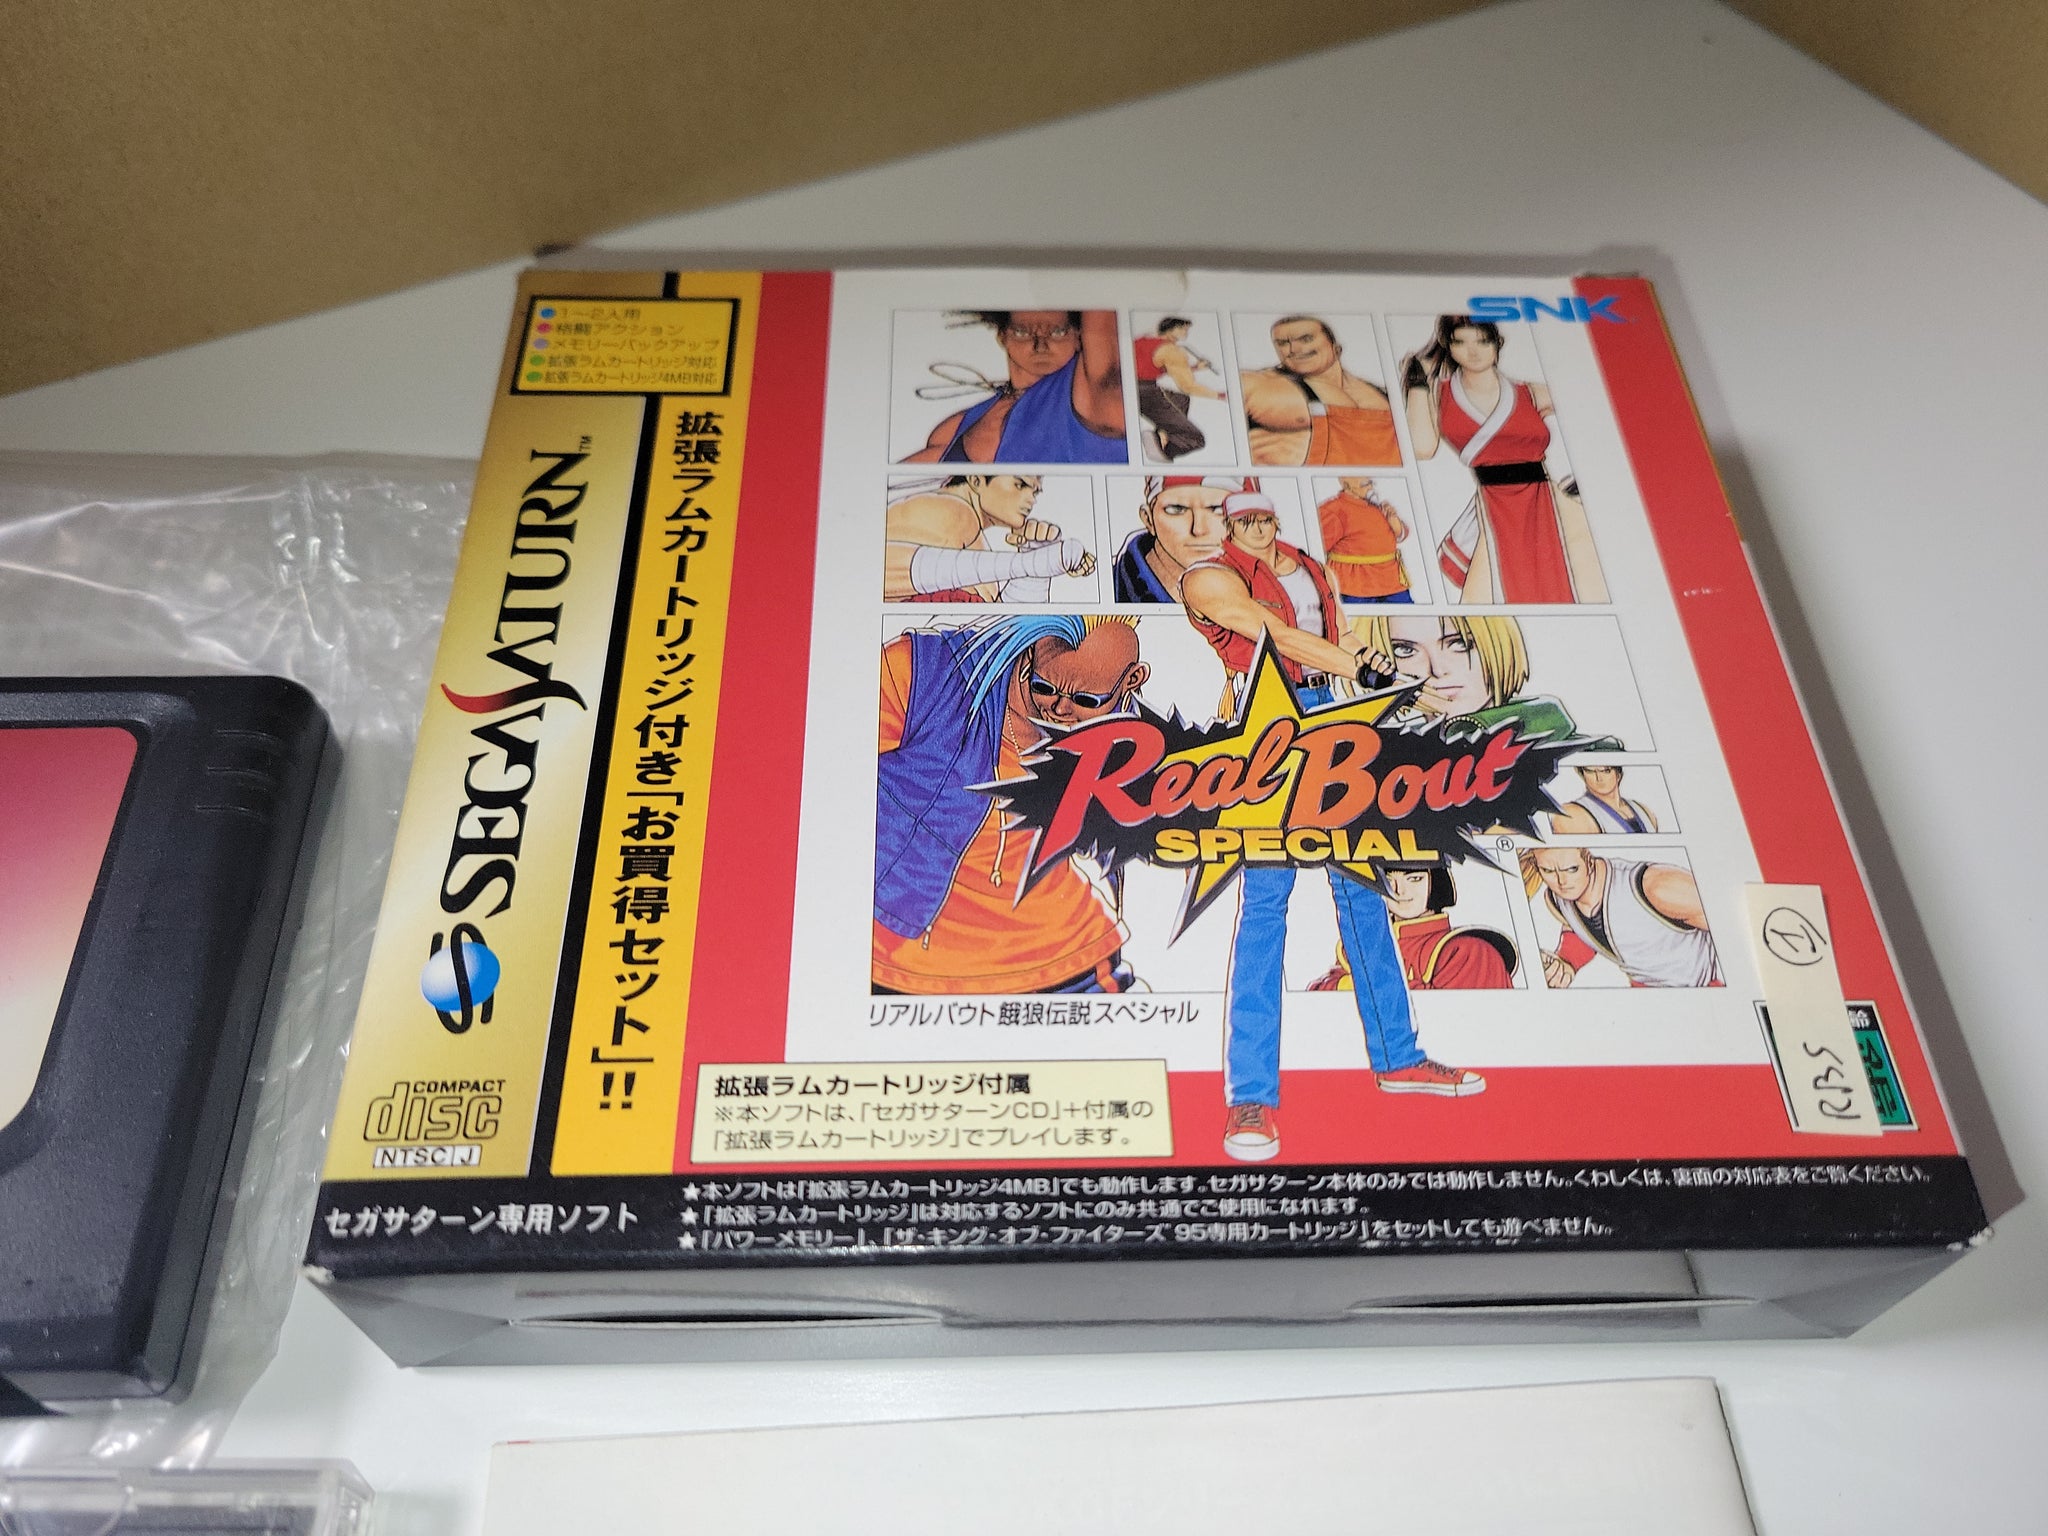 1〜2人用
格闘アクション
メモリーバックアップ
拡張ラムカートリッジ対応
拡張ラムカートリッジ4MB対応
SEGA SATURN™
COMPACT
disc
NTSC J
セガサターン専用ソフト
拡張ラムカートリッジ付き「お買得セット」!!
SNK
Real Bout
SPECIAL®
リアルバウト餓狼伝説スペシャル
拡張ラムカートリッジ付属
※本ソフトは、「セガサターンCD」+付属の
「拡張ラムカートリッジ」でプレイします。
① RBS
齢
★本ソフトは「拡張ラムカートリッジ4MB」でも動作します。セガサターン本体のみでは動作しません。くわしくは、裏面の対応表をご覧ください。
★「拡張ラムカートリッジ」は対応するソフトにのみ共通でご使用になれます。
★「パワーメモリー」、「ザ・キング・オブ・ファイターズ'95専用カートリッジ」をセットしても遊べません。